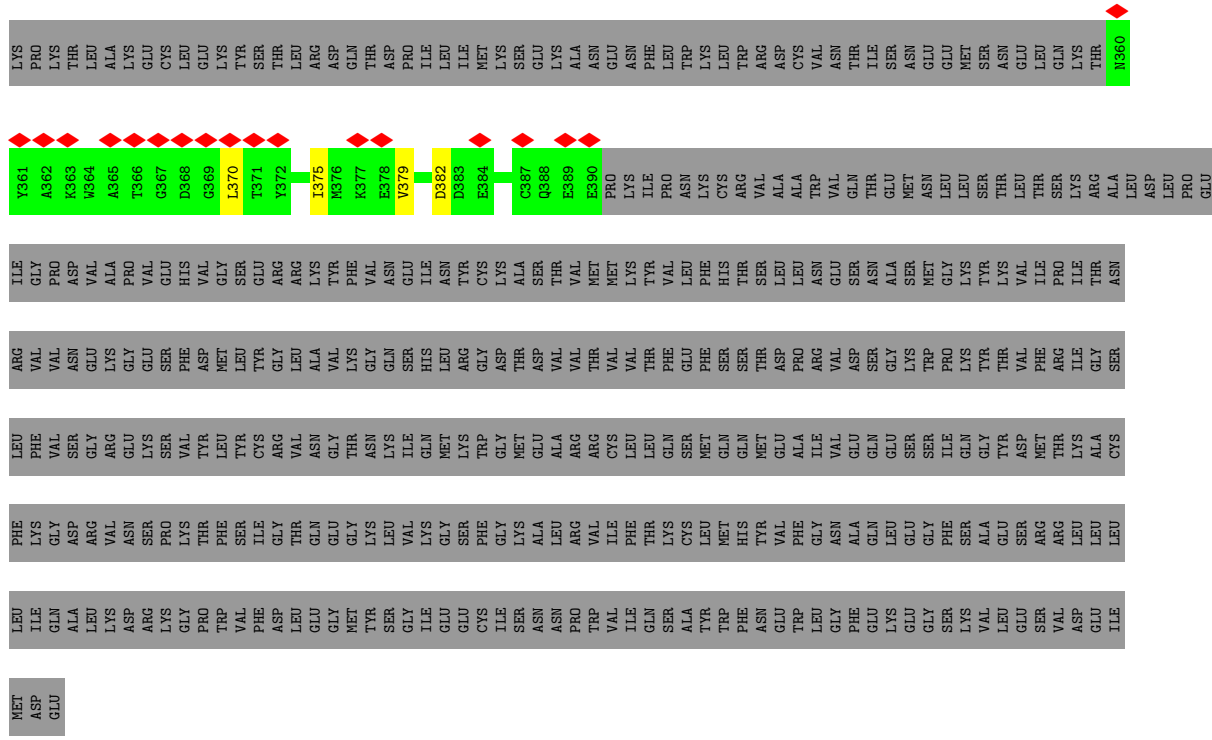 LYS PRO LYS THR LEU ALA LYS GLU CYS LEU GLU LYS TYR SER THR LEU ARG ASP GLN THR ASP PRO ILE LEU ILE MET LYS SER GLU LYS ALA ASN GLU ASN PHE LEU TRP LYS LEU TRP ARG ASP CYS VAL ASN THR ILE SER ASN GLU GLU MET SER ASN GLU LEU GLN LYS THR N360
Y361 A362 K363 W364 A365 T366 G367 D368 G369 L370 T371 Y372 I375 M376 K377 E378 V379 D382 D383 E384 C387 Q388 E389 E390 PRO LYS ILE PRO ASN LYS CYS ARG VAL ALA ALA TRP VAL GLN THR GLU MET ASN LEU LEU SER THR LEU THR SER LYS ARG ALA LEU ASP LEU PRO GLU
ILE GLY PRO ASP VAL ALA PRO VAL GLU HIS VAL GLY SER GLU ARG ARG LYS TYR PHE VAL ASN GLU ILE ASN TYR CYS LYS ALA SER THR VAL MET MET LYS TYR VAL LEU PHE HIS THR SER LEU LEU ASN GLU SER ASN ALA SER MET GLY LYS TYR LYS VAL ILE PRO ILE THR ASN
ARG VAL VAL ASN GLU LYS GLY GLU SER PHE ASP MET LEU TYR GLY LEU ALA VAL LYS GLY GLN SER HIS LEU ARG GLY ASP THR ASP VAL VAL THR VAL VAL THR PHE GLU PHE SER SER THR ASP PRO ARG VAL ASP SER GLY LYS TRP PRO LYS TYR THR VAL PHE ARG ILE GLY SER
LEU PHE VAL SER GLY ARG GLU LYS SER VAL TYR LEU TYR CYS ARG VAL ASN GLY THR ASN LYS ILE GLN MET LYS TRP GLY MET GLU ALA ARG ARG CYS LEU LEU GLN SER MET GLN GLN MET GLU ALA ILE VAL GLU GLN GLU SER SER ILE GLN GLY TYR ASP MET THR LYS ALA CYS
PHE LYS GLY ASP ARG VAL ASN SER PRO LYS THR PHE SER ILE GLY THR GLN GLU GLY LYS LEU VAL LYS GLY SER PHE GLY LYS ALA LEU ARG VAL ILE PHE THR LYS CYS LEU MET HIS TYR VAL PHE GLY ASN ALA GLN LEU GLU GLY PHE SER ALA GLU SER ARG ARG LEU LEU LEU
LEU ILE GLN ALA LEU LYS ASP ARG LYS GLY PRO TRP VAL PHE ASP LEU GLU GLY MET TYR SER GLY ILE GLU GLU CYS ILE SER ASN ASN PRO TRP VAL ILE GLN SER ALA TYR TRP PHE ASN GLU TRP LEU GLY PHE GLU LYS GLU GLY SER LYS VAL LEU GLU SER VAL ASP GLU ILE
MET ASP GLU